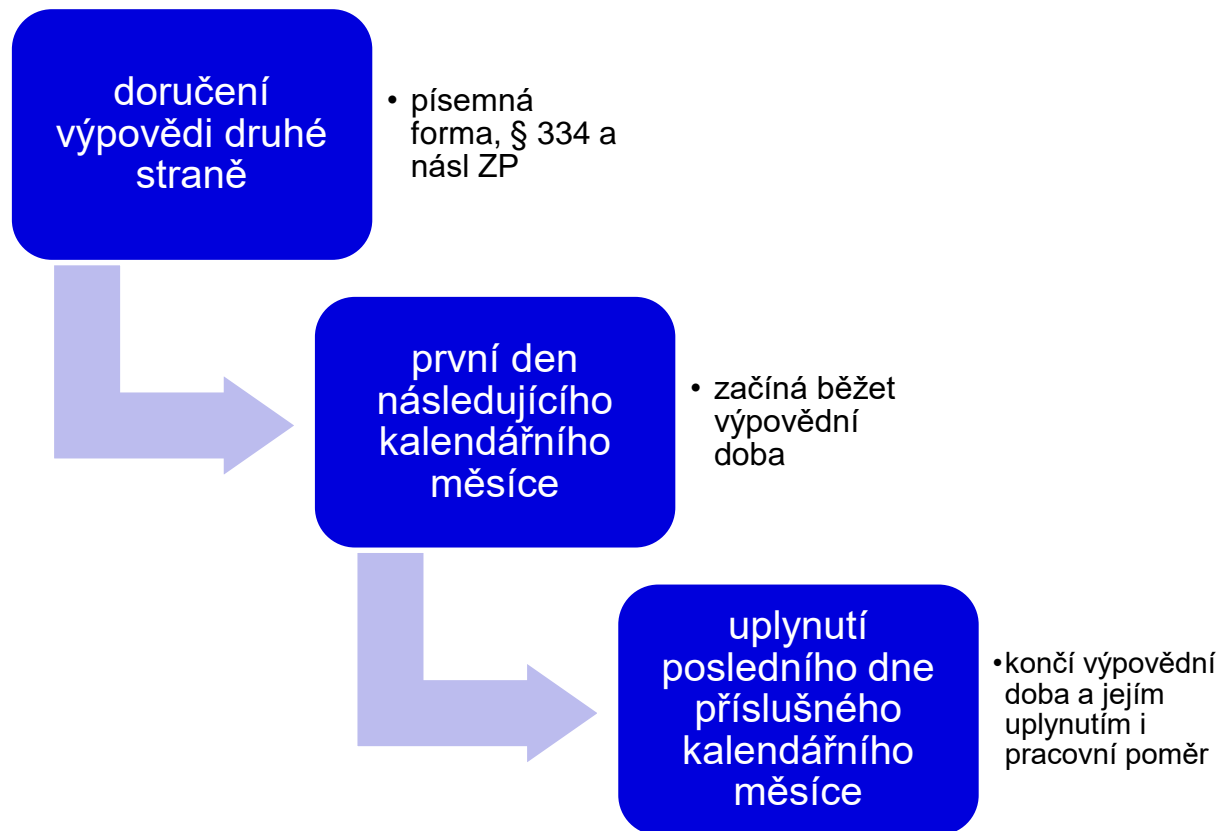 doručení
výpovědi druhé
straně
• písemná
forma, § 334 a
násl ZP
první den
následujícího
kalendářního
měsíce
• začíná běžet
výpovědní
doba
uplynutí
posledního dne
příslušného
kalendářního
měsíce
•končí výpovědní
doba a jejím
uplynutím i
pracovní poměr